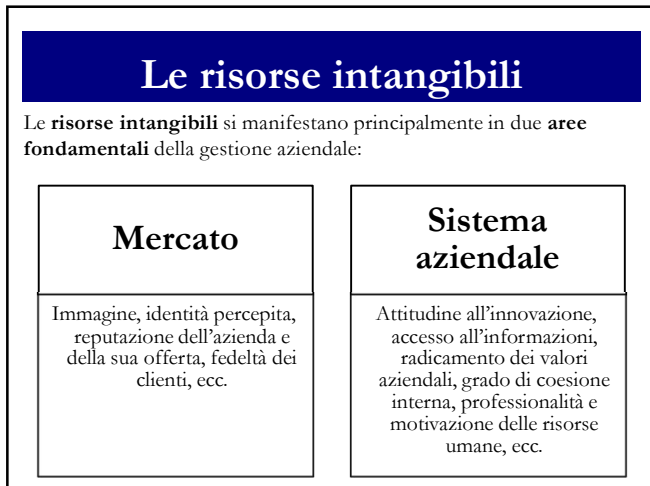 Le risorse intangibili
Le risorse intangibili si manifestano principalmente in due aree
fondamentali della gestione aziendale:
Mercato
Immagine, identità percepita,
reputazione dell'azienda e
della sua offerta, fedeltà dei
clienti, ecc.
Sistema
aziendale
Attitudine all'innovazione,
accesso all'informazioni,
radicamento dei valori
aziendali, grado di coesione
interna, professionalità e
motivazione delle risorse
umane, ecc.